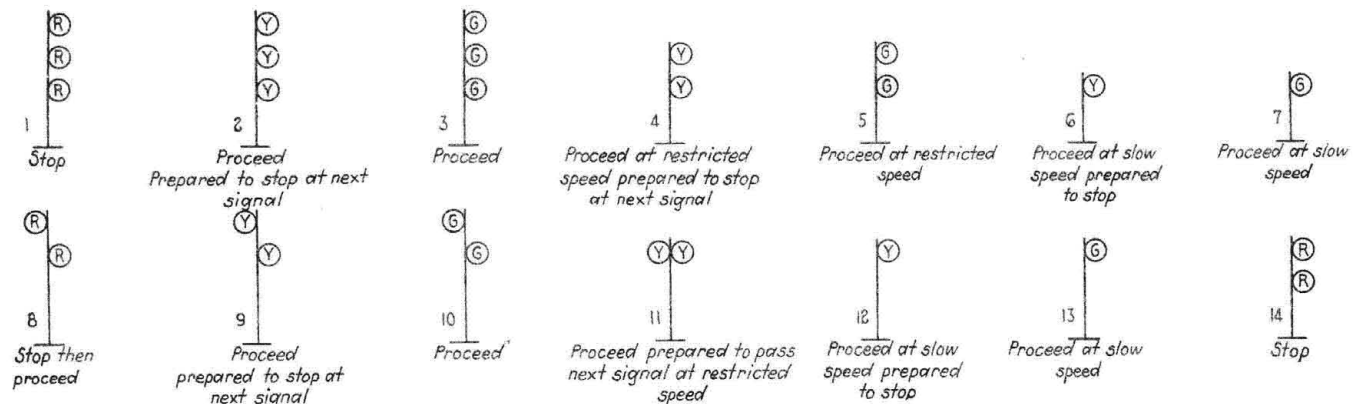 R Y G
R Y G Y G
R Y G Y G Y G
1 2 3 4 5 6 7
Stop
Proceed
Prepared to stop at next
signal
Proceed
Proceed at restricted
speed prepared to stop
at next signal
Proceed at restricted
speed
Proceed at slow
speed prepared
to stop
Proceed at slow
speed
R Y G
R Y G Y Y Y G R
R
8 9 10 11 12 13 14
Stop then
proceed
Proceed
prepared to stop at
next signal
Proceed
Proceed prepared to pass
next signal at restricted
speed
Proceed at slow
speed prepared
to stop
Proceed at slow
speed
Stop